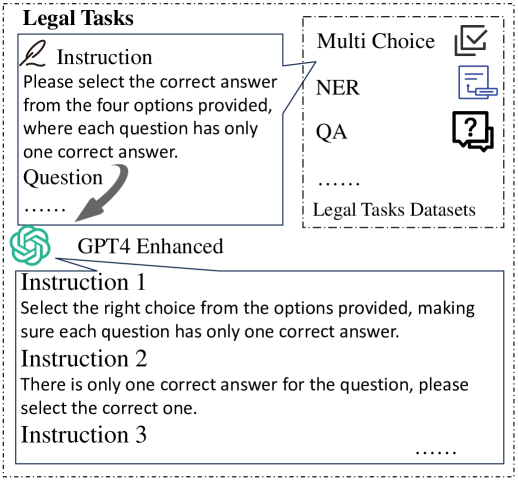 Legal Tasks
Instruction
Please select the correct answer
from the four options provided,
where each question has only
one correct answer.
Question
......
Multi Choice
NER
QA
......
Legal Tasks Datasets
GPT4 Enhanced
Instruction 1
Select the right choice from the options provided, making
sure each question has only one correct answer.
Instruction 2
There is only one correct answer for the question, please
select the correct one.
Instruction 3
......